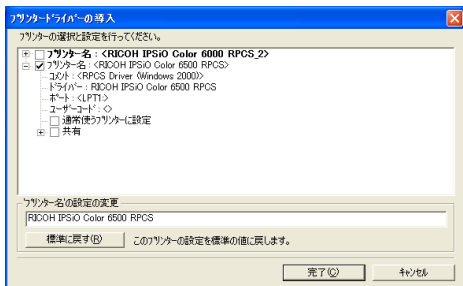 プリンタードライバーの導入
プリンターの選択と設定を行ってください。
プリンター名 : <RICOH IPSiO Color 6000 RPCS_2>
プリンター名 : <RICOH IPSiO Color 6500 RPCS>
コメント : <RPCS Driver (Windows 2000)>
ドライバー : RICOH IPSiO Color 6500 RPCS
ポート : <LPT1:>
ユーザーコード : <>
通常使うプリンターに設定
共有
'プリンター名'の設定の変更
RICOH IPSiO Color 6500 RPCS
標準に戻す(R) このプリンターの設定を標準の値に戻します。
完了(C) キャンセル